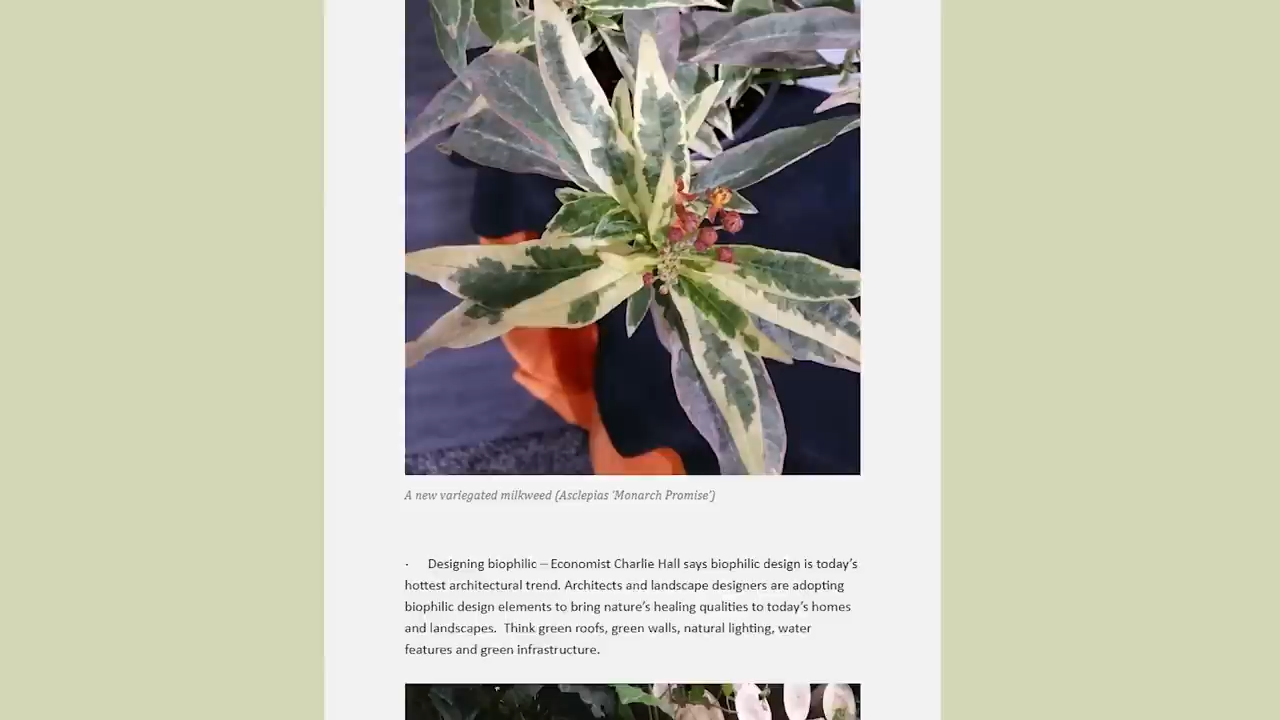 A new variegated milkweed (Asclepias 'Monarch Promise')
· Designing biophilic – Economist Charlie Hall says biophilic design is today's
hottest architectural trend. Architects and landscape designers are adopting
biophilic design elements to bring nature's healing qualities to today's homes
and landscapes.  Think green roofs, green walls, natural lighting, water
features and green infrastructure.